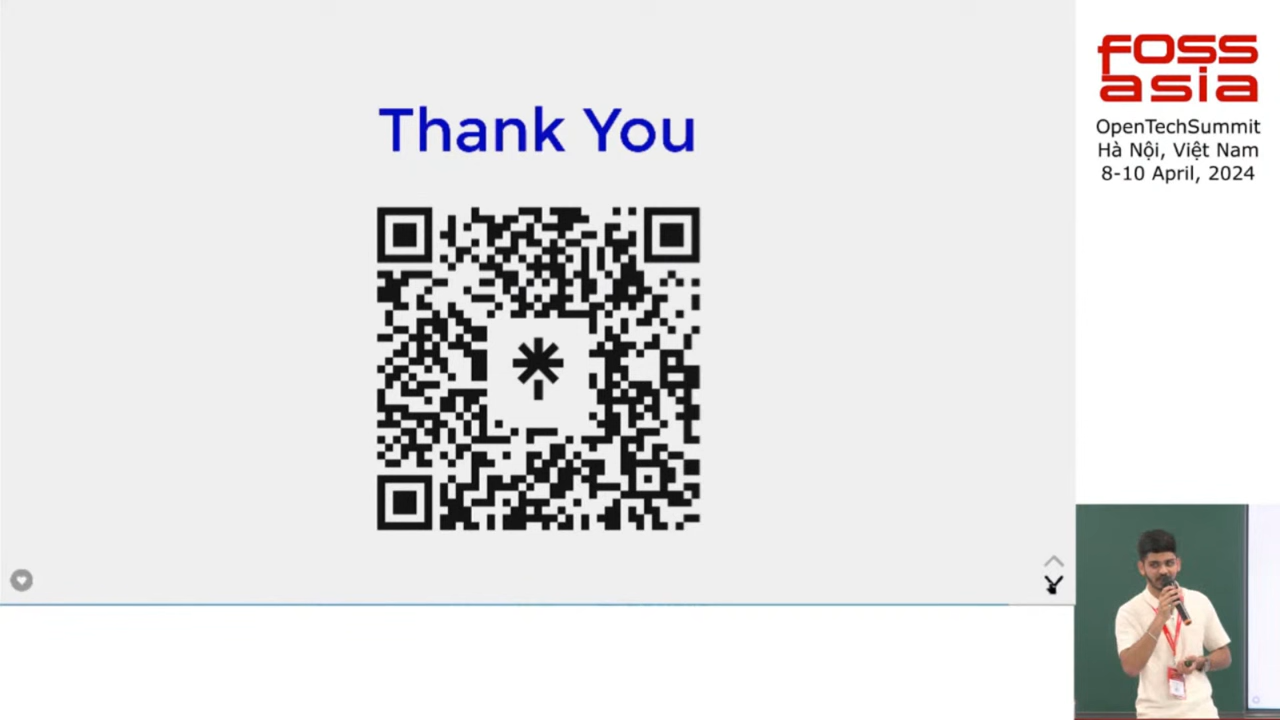 Thank You
FOSS
asia
OpenTechSummit
Hà Nội, Việt Nam
8-10 April, 2024